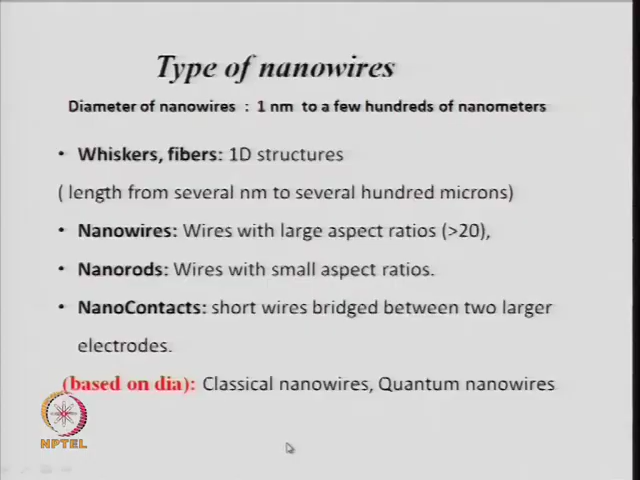 Type of nanowires
Diameter of nanowires : 1 nm to a few hundreds of nanometers
• Whiskers, fibers: 1D structures
( length from several nm to several hundred microns)
• Nanowires: Wires with large aspect ratios (>20),
• Nanorods: Wires with small aspect ratios.
• NanoContacts: short wires bridged between two larger
electrodes.
(based on dia): Classical nanowires, Quantum nanowires
NPTEL